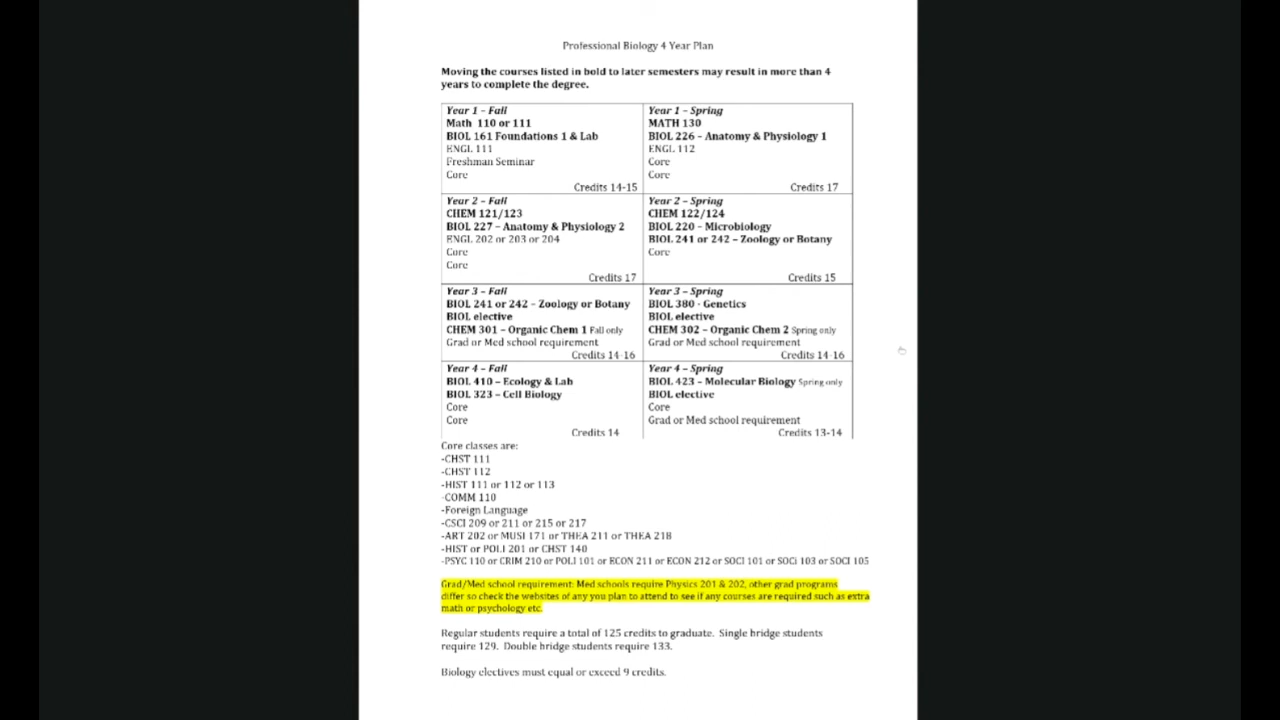 Professional Biology 4 Year Plan
Moving the courses listed in bold to later semesters may result in more than 4
years to complete the degree.
Year 1 – Fall
Math 110 or 111
BIOL 161 Foundations 1 & Lab
ENGL 111
Freshman Seminar
Core
Credits 14-15
Year 1 – Spring
MATH 130
BIOL 226 – Anatomy & Physiology 1
ENGL 112
Core
Core
Credits 17
Year 2 – Fall
CHEM 121/123
BIOL 227 – Anatomy & Physiology 2
ENGL 202 or 203 or 204
Core
Core
Credits 17
Year 2 – Spring
CHEM 122/124
BIOL 220 – Microbiology
BIOL 241 or 242 – Zoology or Botany
Core
Credits 15
Year 3 – Fall
BIOL 241 or 242 – Zoology or Botany
BIOL elective
CHEM 301 – Organic Chem 1 Fall only
Grad or Med school requirement
Credits 14-16
Year 3 – Spring
BIOL 380 - Genetics
BIOL elective
CHEM 302 – Organic Chem 2 Spring only
Grad or Med school requirement
Credits 14-16
Year 4 – Fall
BIOL 410 – Ecology & Lab
BIOL 323 – Cell Biology
Core
Core
Credits 14
Year 4 – Spring
BIOL 423 – Molecular Biology Spring only
BIOL elective
Core
Grad or Med school requirement
Credits 13-14
Core classes are:
-CHST 111
-CHST 112
-HIST 111 or 112 or 113
-COMM 110
-Foreign Language
-CSCI 209 or 211 or 215 or 217
-ART 202 or MUSI 171 or THEA 211 or THEA 218
-HIST or POLI 201 or CHST 140
-PSYC 110 or CRIM 210 or POLI 101 or ECON 211 or ECON 212 or SOCI 101 or SOCi 103 or SOCI 105
Grad/Med school requirement: Med schools require Physics 201 & 202, other grad programs
differ so check the websites of any you plan to attend to see if any courses are required such as extra
math or psychology etc.
Regular students require a total of 125 credits to graduate. Single bridge students
require 129. Double bridge students require 133.
Biology electives must equal or exceed 9 credits.